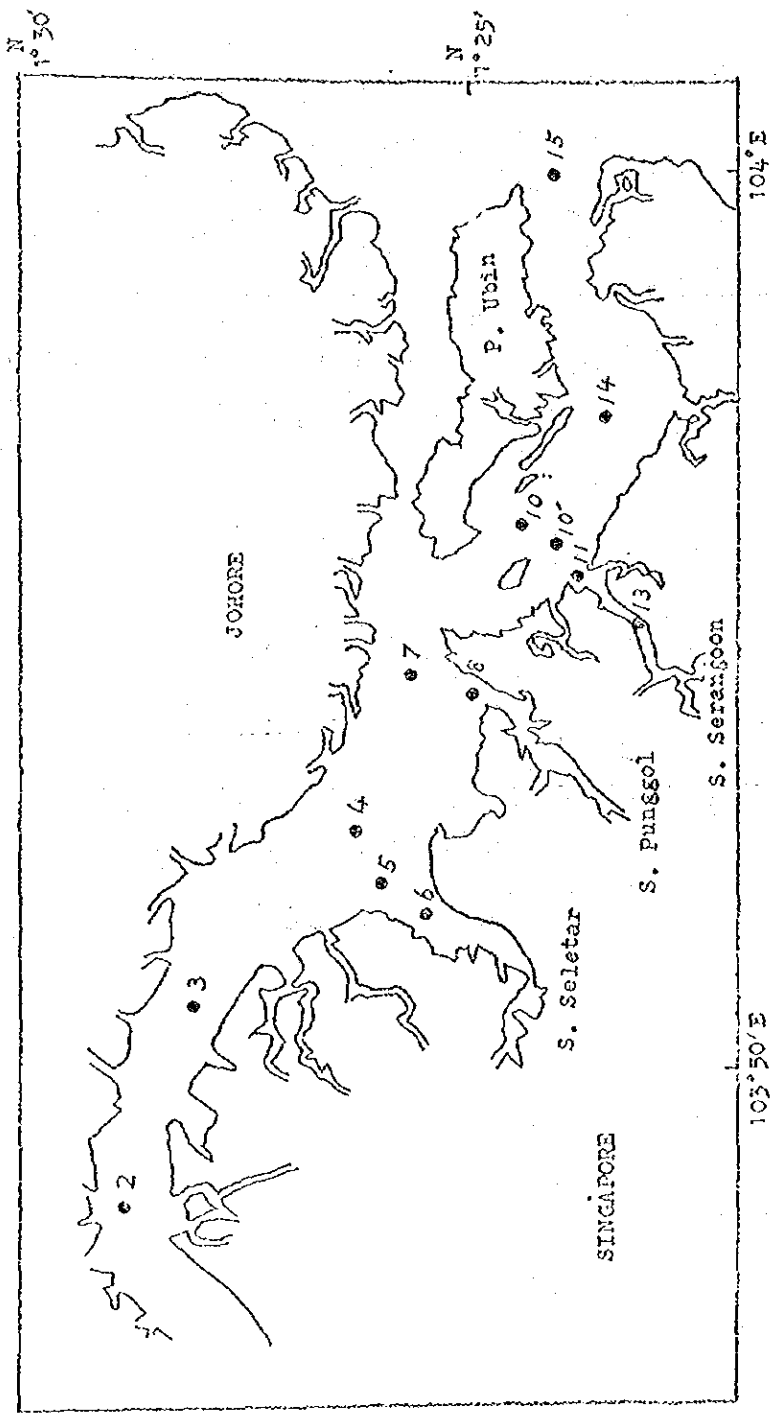 N
1° 30'
JOHORE
N
1° 25'
2
3
4
5
6
7
8
10
10
11
13
14
15
P. Ubin
SINGAPORE
S. Seletar
S. Punggol
S. Serangoon
103° 50' E
104° E